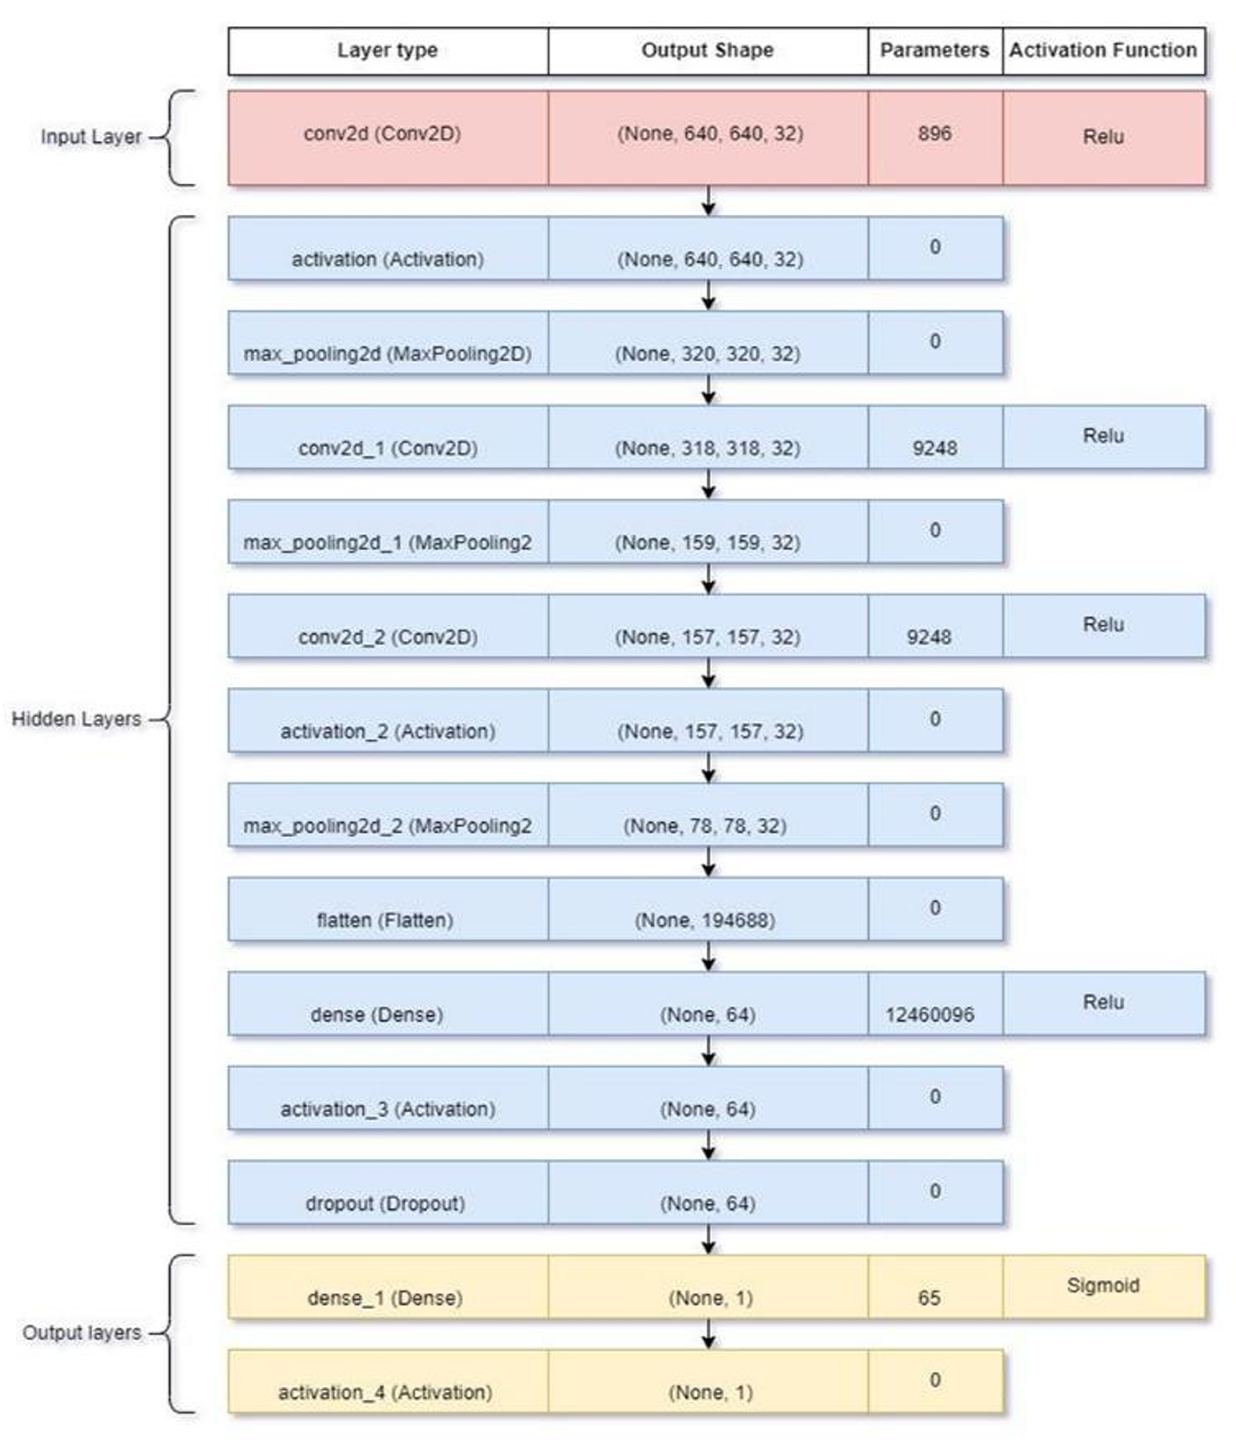 Layer type Output Shape Parameters Activation Function
Input Layer conv2d (Conv2D) (None, 640, 640, 32) 896 Relu
activation (Activation) (None, 640, 640, 32) 0
max_pooling2d (MaxPooling2D) (None, 320, 320, 32) 0
conv2d_1 (Conv2D) (None, 318, 318, 32) 9248 Relu
max_pooling2d_1 (MaxPooling2 (None, 159, 159, 32) 0
conv2d_2 (Conv2D) (None, 157, 157, 32) 9248 Relu
Hidden Layers activation_2 (Activation) (None, 157, 157, 32) 0
max_pooling2d_2 (MaxPooling2 (None, 78, 78, 32) 0
flatten (Flatten) (None, 194688) 0
dense (Dense) (None, 64) 12460096 Relu
activation_3 (Activation) (None, 64) 0
dropout (Dropout) (None, 64) 0
dense_1 (Dense) (None, 1) 65 Sigmoid
Output layers
activation_4 (Activation) (None, 1) 0